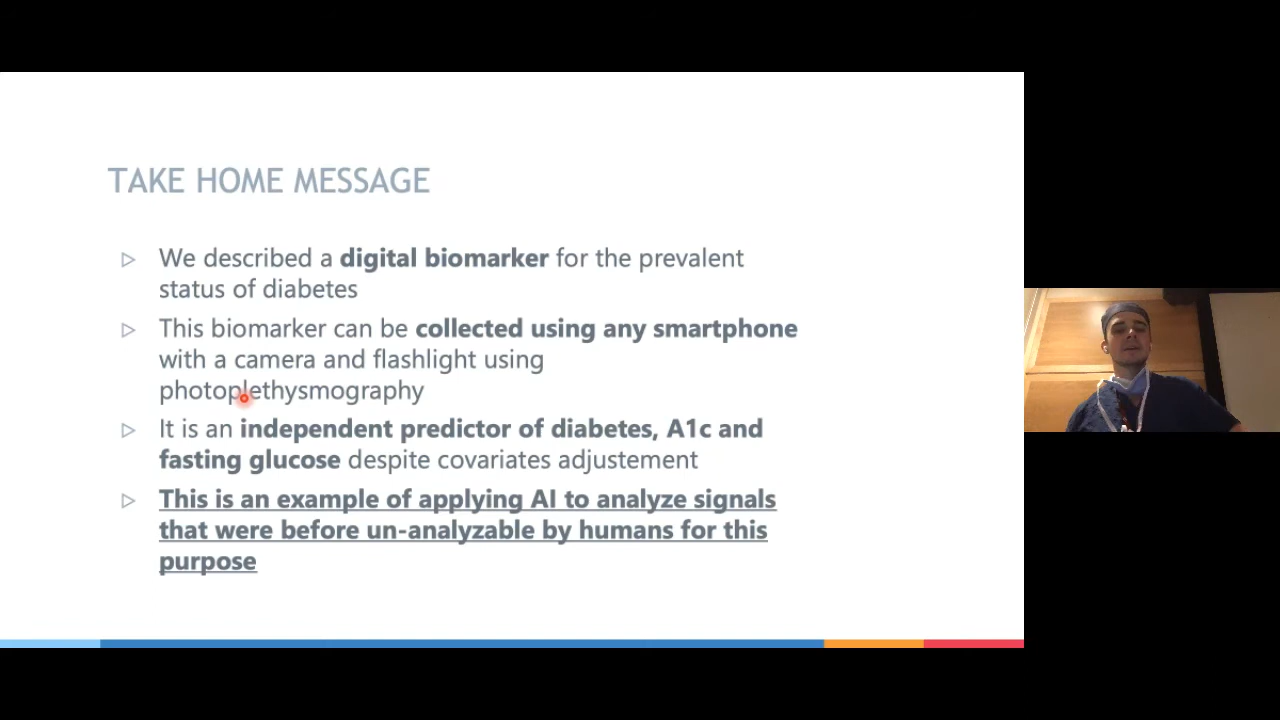 TAKE HOME MESSAGE
We described a digital biomarker for the prevalent
status of diabetes
This biomarker can be collected using any smartphone
with a camera and flashlight using
photoplethysmography
It is an independent predictor of diabetes, A1c and
fasting glucose despite covariates adjustement
This is an example of applying AI to analyze signals
that were before un-analyzable by humans for this
purpose